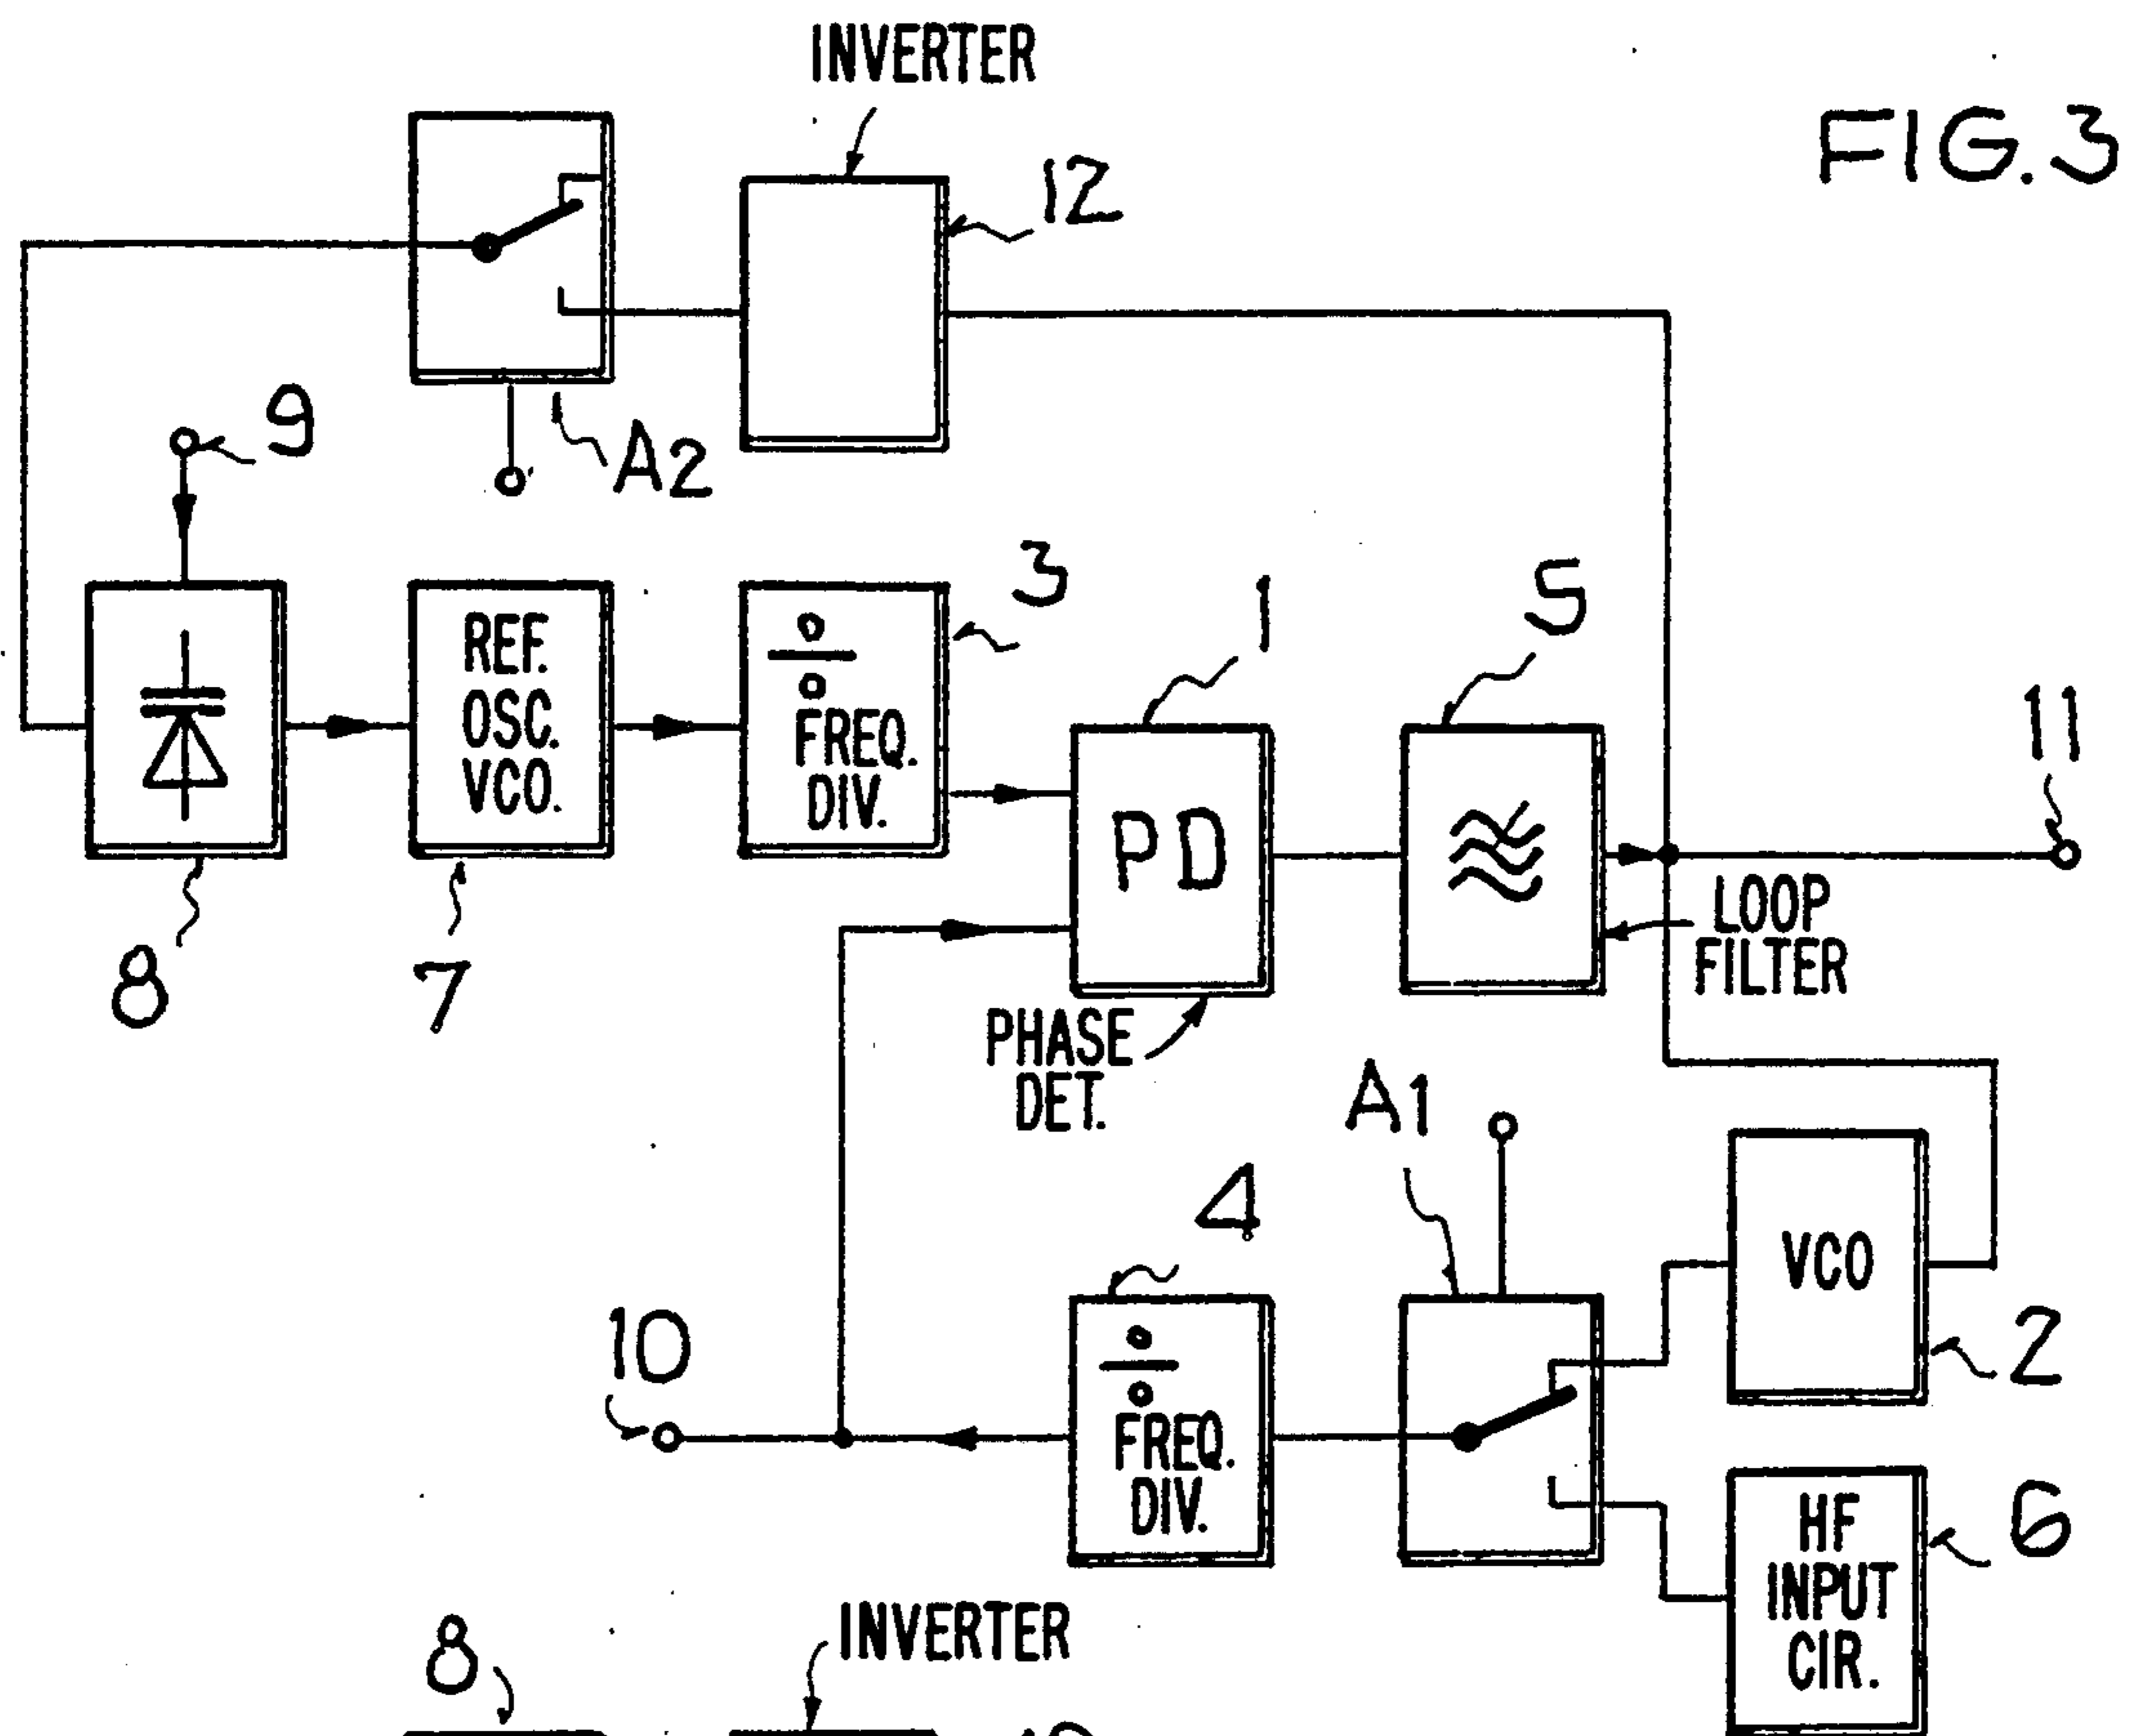 INVERTER
FIG.3
12
9
A2
3
1
5
REF.
OSC.
VCO.
FREQ.
DIV.
11
PD
8
7
LOOP
FILTER
PHASE
DET.
A1
4
VCO
2
10
FREQ.
DIV.
HF
INPUT
CIR.
6
8
INVERTER